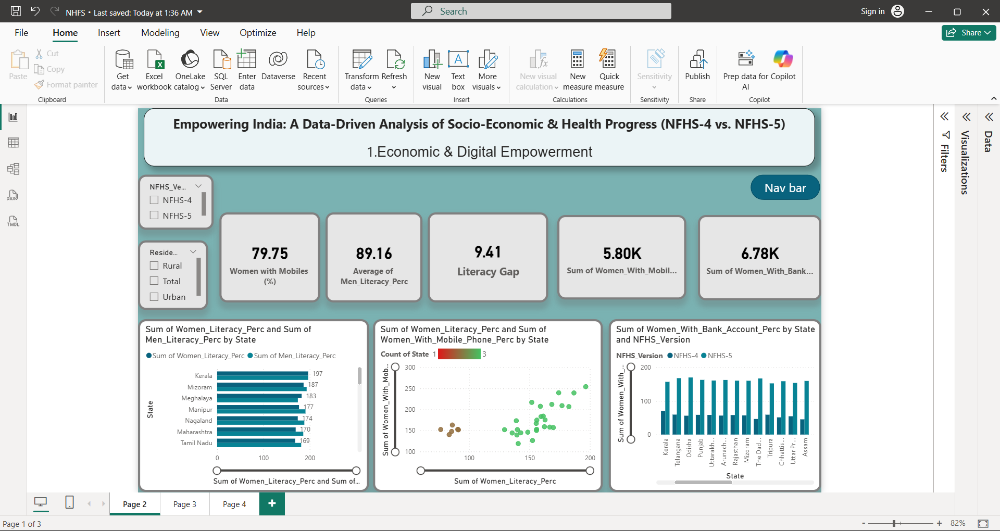 NHFS • Last saved: Today at 1:36 AM
Search
Sign in
File
Home
Insert
Modeling
View
Optimize
Help
Share
Paste
Cut
Copy
Format painter
Clipboard
Get data
Excel workbook
OneLake catalog
SQL Server
Enter data
Dataverse
Recent sources
Data
Transform data
Refresh
Queries
New visual
Text box
More visuals
Insert
New visual calculation
New measure
Quick measure
Calculations
Sensitivity
Sensitivity
Publish
Share
Prep data for AI
Copilot
Copilot
DAX
TMDL
Empowering India: A Data-Driven Analysis of Socio-Economic & Health Progress (NFHS-4 vs. NFHS-5)
1.Economic & Digital Empowerment
NFHS_Ve...
NFHS-4
NFHS-5
Nav bar
Reside...
Rural
Total
Urban
79.75
Women with Mobiles
(%)
89.16
Average of
Men_Literacy_Perc
9.41
Literacy Gap
5.80K
Sum of Women_With_Mobil...
6.78K
Sum of Women_With_Bank...
Sum of Women_Literacy_Perc and Sum of
Men_Literacy_Perc by State
Sum of Women_Literacy_Perc
Sum of Men_Literacy_Perc
State
Kerala
197
Mizoram
187
Meghalaya
183
Manipur
177
Nagaland
174
Maharashtra
170
Tamil Nadu
169
0
100
200
Sum of Women_Literacy_Perc and Sum of...
Sum of Women_Literacy_Perc and Sum of
Women_With_Mobile_Phone_Perc by State
Count of State 1 3
Sum of Women_With_Mob...
300
250
200
150
100
100
150
200
Sum of Women_Literacy_Perc
Sum of Women_With_Bank_Account_Perc by State
and NFHS_Version
NFHS_Version NFHS-4 NFHS-5
Sum of Women_With_...
200
100
0
Kerala
Telangana
Odisha
Punjab
Uttarakh...
Arunach...
Rajasthan
Mizoram
The Dad...
Tripura
Chhattis...
Uttar Pr...
Assam
State
Filters
Visualizations
Data
Page 2
Page 3
Page 4
+
Page 1 of 3
- + 82%